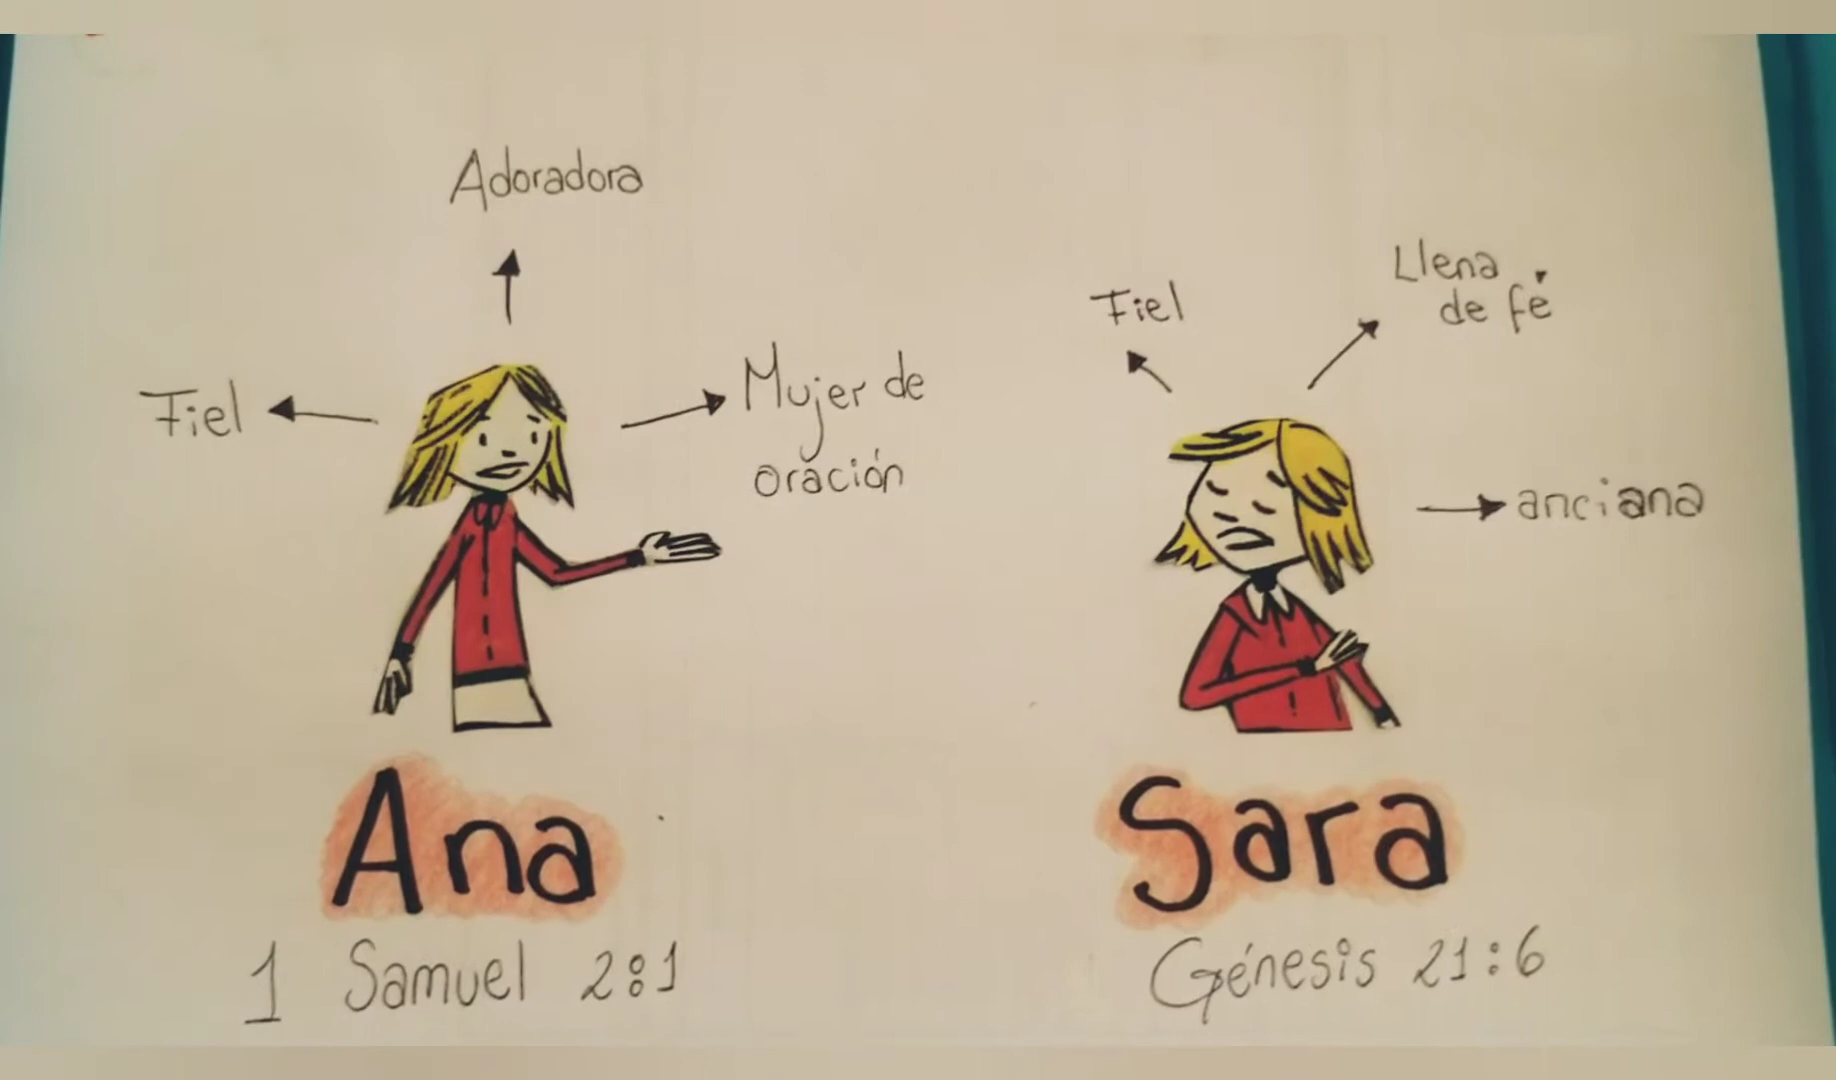 Adoradora
Fiel
Mujer de
oración
Ana
1 Samuel 2:1
Fiel
Llena
de fé
anciana
Sara
Génesis 21:6